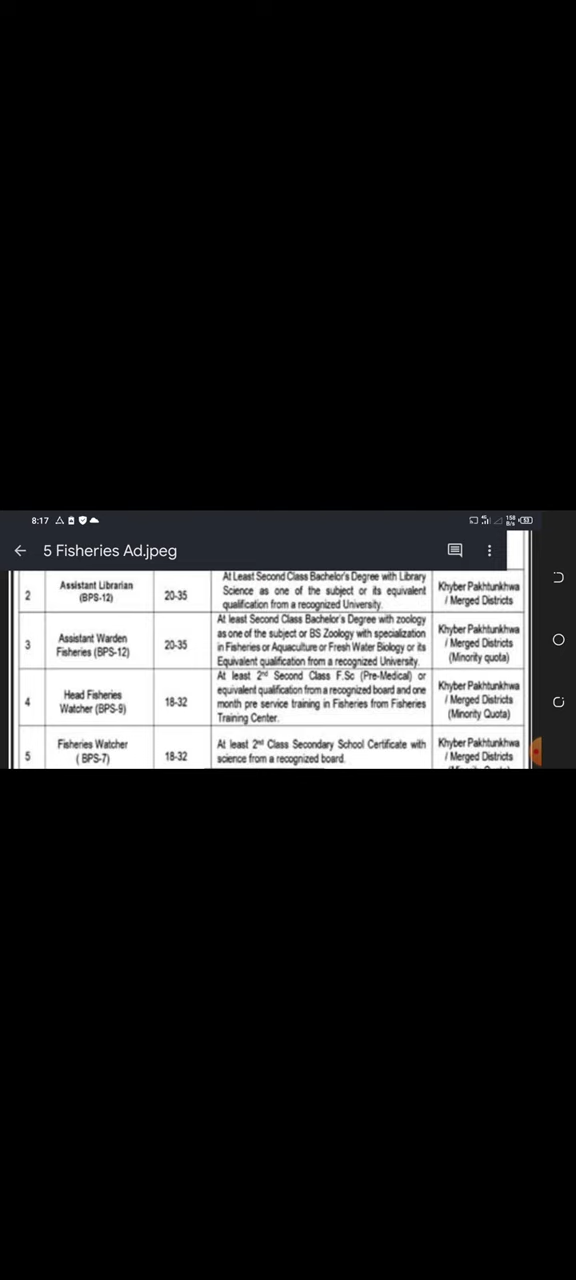 8:17
158 B/s
53
5 Fisheries Ad.jpeg
2
Assistant Librarian
(BPS-12)
20-35
At Least Second Class Bachelor's Degree with Library
Science as one of the subject or its equivalent
qualification from a recognized University.
Khyber Pakhtunkhwa
/ Merged Districts
3
Assistant Warden
Fisheries (BPS-12)
20-35
At least Second Class Bachelor's Degree with zoology
as one of the subject or BS Zoology with specialization
in Fisheries or Aquaculture or Fresh Water Biology or its
Equivalent qualification from a recognized University.
Khyber Pakhtunkhwa
/ Merged Districts
(Minority quota)
4
Head Fisheries
Watcher (BPS-9)
18-32
At least 2nd Second Class F.Sc (Pre-Medical) or
equivalent qualification from a recognized board and one
month pre service training in Fisheries from Fisheries
Training Center.
Khyber Pakhtunkhwa
/ Merged Districts
(Minority Quota)
5
Fisheries Watcher
( BPS-7)
18-32
At least 2nd Class Secondary School Certificate with
science from a recognized board.
Khyber Pakhtunkhwa
/ Merged Districts